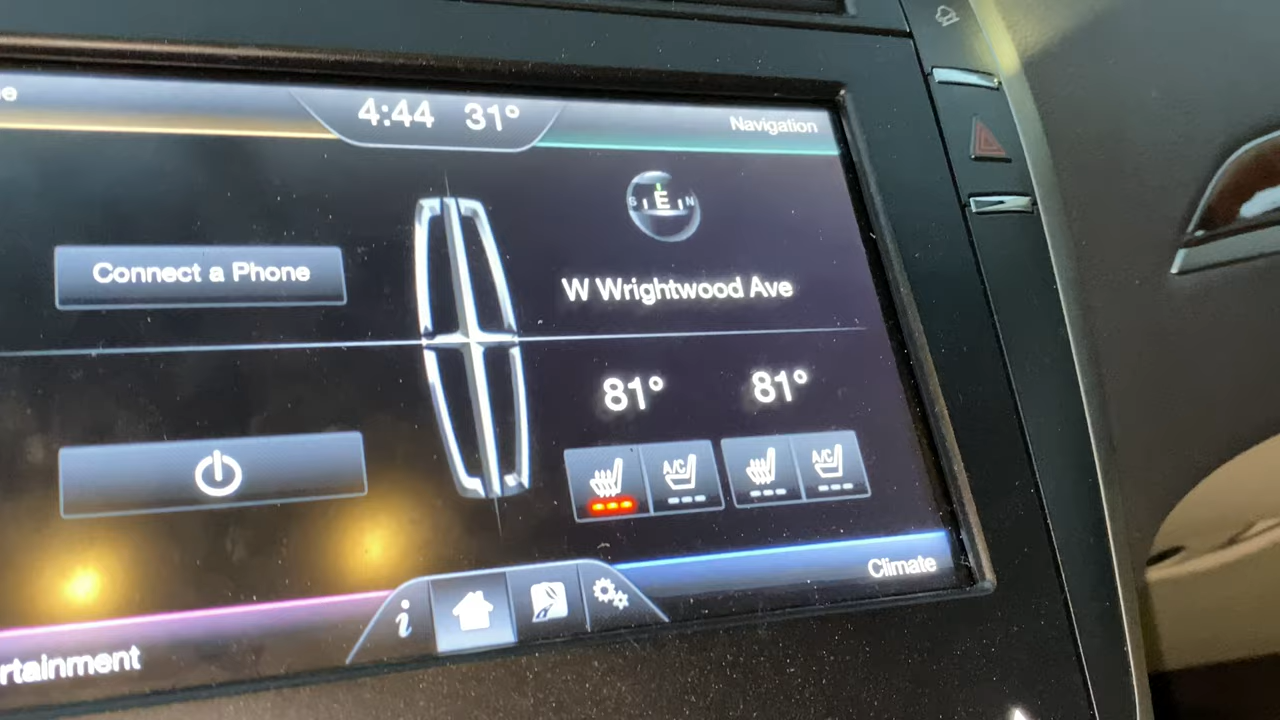 e
4:44 31°
Navigation
S E N
Connect a Phone
W Wrightwood Ave
81° 81°
A/C A/C
Climate
i
rtainment